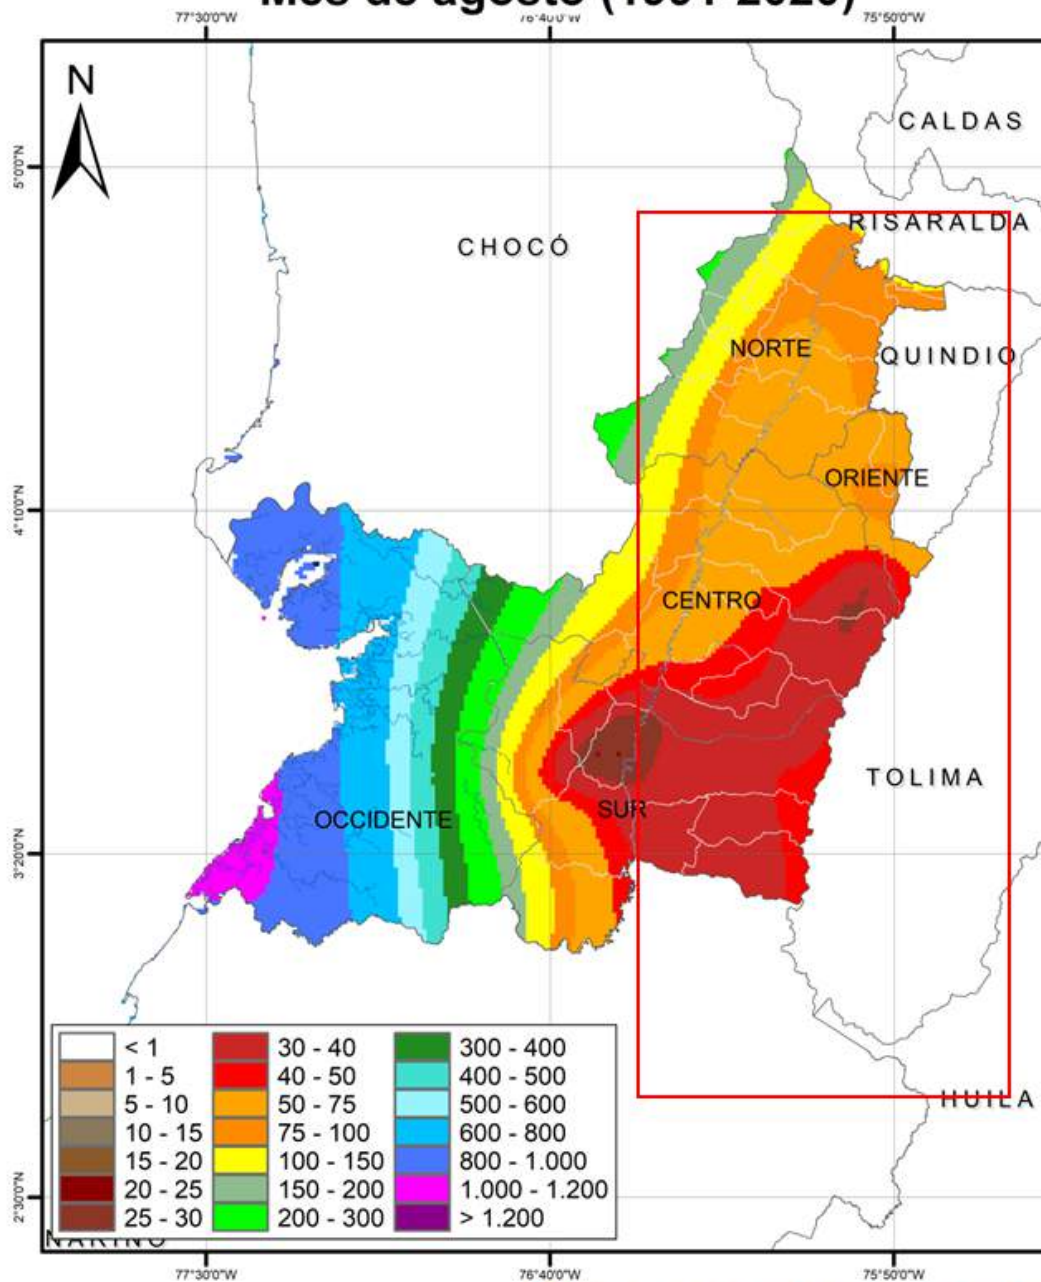 Mes de agosto (1991-2020)
77°30'0"W 76°40'0"W 75°50'0"W
N
CALDAS
5°0'0"N
RISARALDA
CHOCÓ
NORTE
QUINDIO
ORIENTE
4°10'0"N
CENTRO
TOLIMA
SUR
OCCIDENTE
3°20'0"N
< 1 30 - 40 300 - 400
1 - 5 40 - 50 400 - 500
5 - 10 50 - 75 500 - 600
10 - 15 75 - 100 600 - 800
15 - 20 100 - 150 800 - 1.000
20 - 25 150 - 200 1.000 - 1.200
25 - 30 200 - 300 > 1.200
HUILA
2°30'0"N
NARIÑO
77°30'0"W 76°40'0"W 75°50'0"W